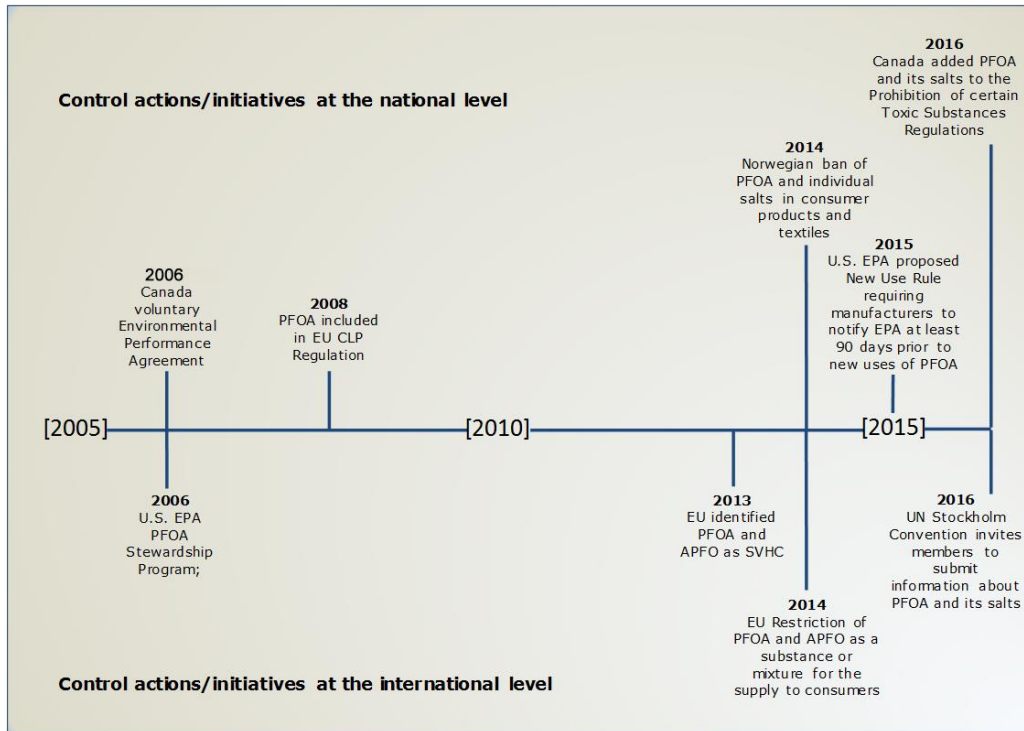 Control actions/initiatives at the national level
2016
Canada added PFOA
and its salts to the
Prohibition of certain
Toxic Substances
Regulations
2014
Norwegian ban of
PFOA and individual
salts in consumer
products and
textiles
2015
U.S. EPA proposed
New Use Rule
requiring
manufacturers to
notify EPA at least
90 days prior to
new uses of PFOA
2006
Canada
voluntary
Environmental
Performance
Agreement
2008
PFOA included
in EU CLP
Regulation
[2005]
[2010]
[2015]
2006
U.S. EPA
PFOA
Stewardship
Program;
2013
EU identified
PFOA and
APFO as SVHC
2016
UN Stockholm
Convention invites
members to
submit
information about
PFOA and its salts
2014
EU Restriction of
PFOA and APFO as a
substance or
mixture for the
supply to consumers
Control actions/initiatives at the international level